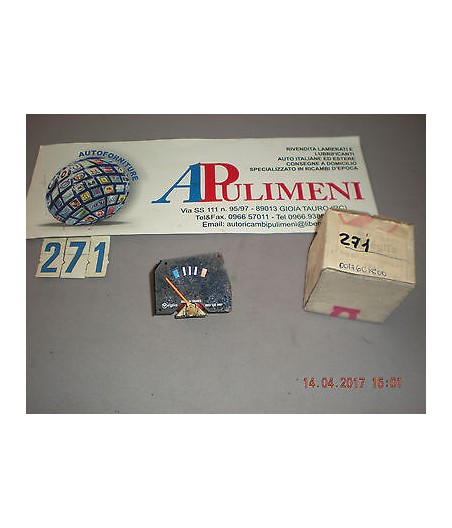 AUTOFORNITURE
RIVENDITA LAMIERATI E
LUBRIFICANTI
AUTO ITALIANE ED ESTERE
CONSEGNE A DOMICILIO
SPECIALIZZATO IN RICAMBI D'EPOCA
APULIMENI
Via SS 111 n. 95/97 - 89013 GIOIA TAURO (RC)
Tel&Fax. 0966 57011 - Tel 0966.938
Email: autoricambipulimeni@liber
271
271
14.04.2017 15:01